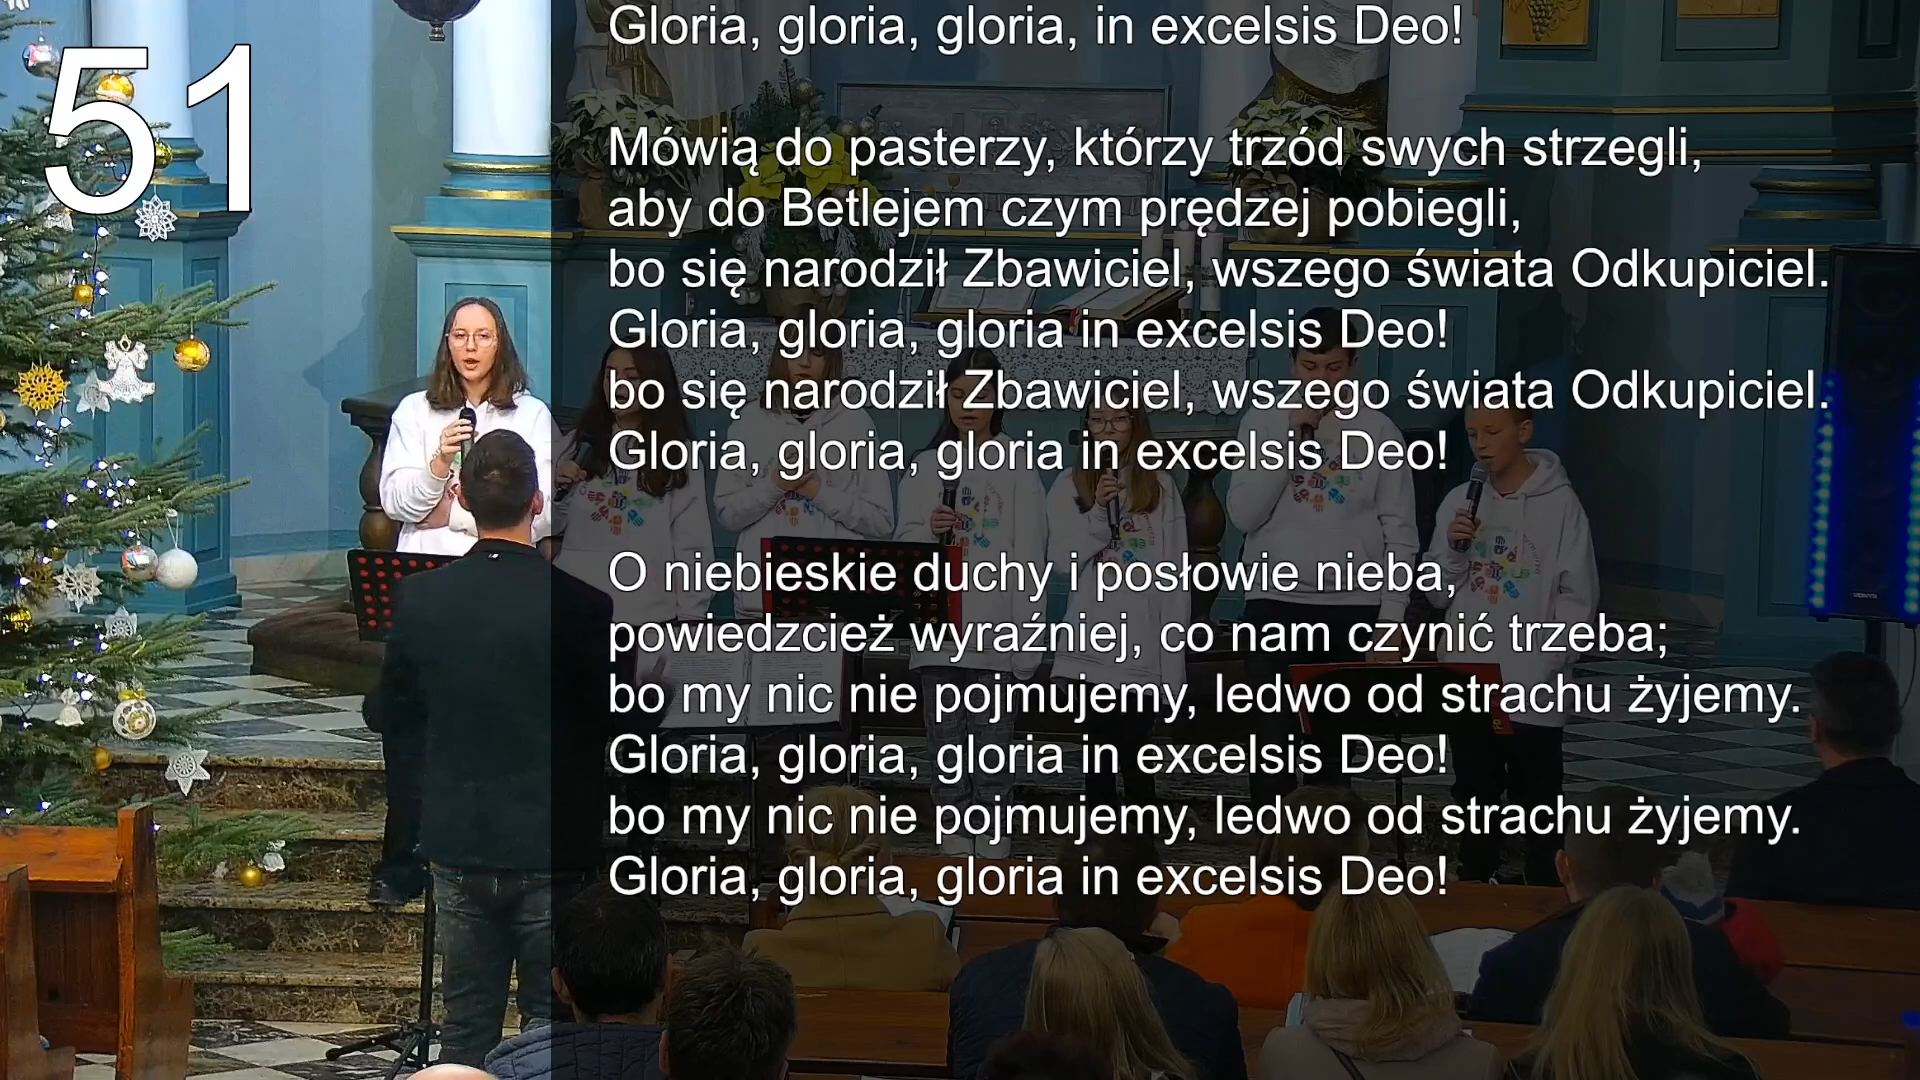 51
Gloria, gloria, gloria, in excelsis Deo!
Mówią do pasterzy, którzy trzód swych strzegli,
aby do Betlejem czym prędzej pobiegli,
bo się narodził Zbawiciel, wszego świata Odkupiciel.
Gloria, gloria, gloria in excelsis Deo!
bo się narodził Zbawiciel, wszego świata Odkupiciel.
Gloria, gloria, gloria in excelsis Deo!
O niebieskie duchy i posłowie nieba,
powiedzcież wyraźniej, co nam czynić trzeba;
bo my nic nie pojmujemy, ledwo od strachu żyjemy.
Gloria, gloria, gloria in excelsis Deo!
bo my nic nie pojmujemy, ledwo od strachu żyjemy.
Gloria, gloria, gloria in excelsis Deo!